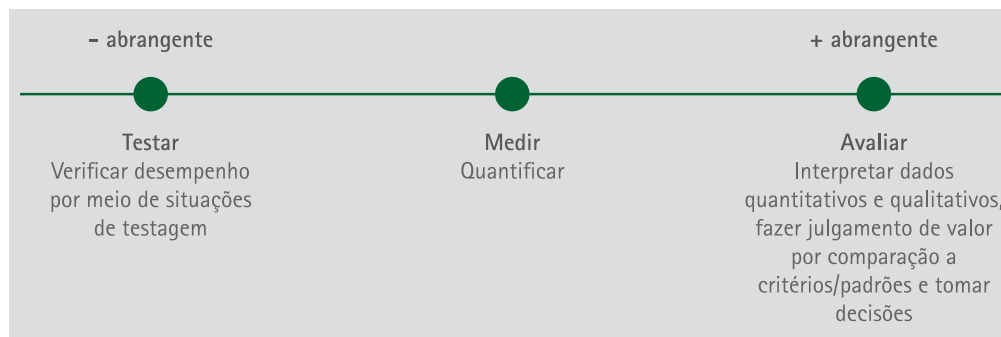 - abrangente
+ abrangente
Testar
Verificar desempenho
por meio de situações
de testagem
Medir
Quantificar
Avaliar
Interpretar dados
quantitativos e qualitativos,
fazer julgamento de valor
por comparação a
critérios/padrões e tomar
decisões